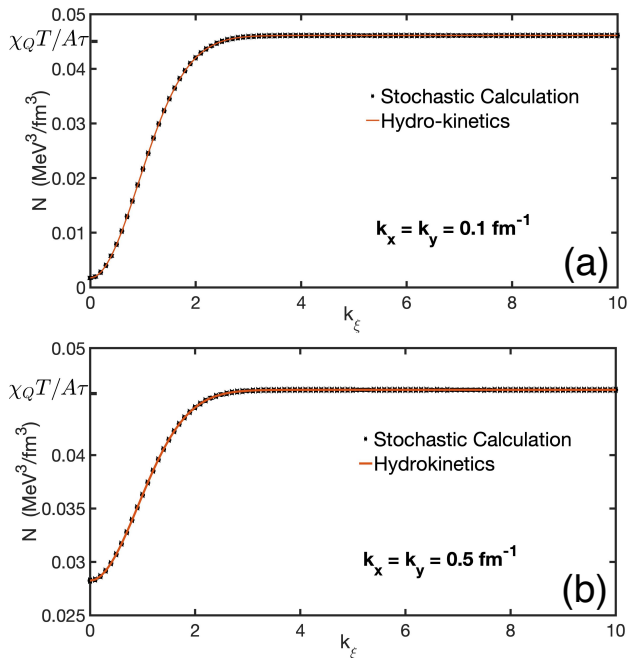 (a)
0.05
χ_Q T/Aτ
0.04
0.03
0.02
0.01
0
N (MeV³/fm³)
Stochastic Calculation
Hydro-kinetics
k_x = k_y = 0.1 fm⁻¹
0 2 4 6 8 10
k_ξ
0.05
χ_Q T/Aτ
0.04
0.035
0.03
0.025
N (MeV³/fm³)
Stochastic Calculation
Hydrokinetics
k_x = k_y = 0.5 fm⁻¹
(b)
0 2 4 6 8 10
k_ξ